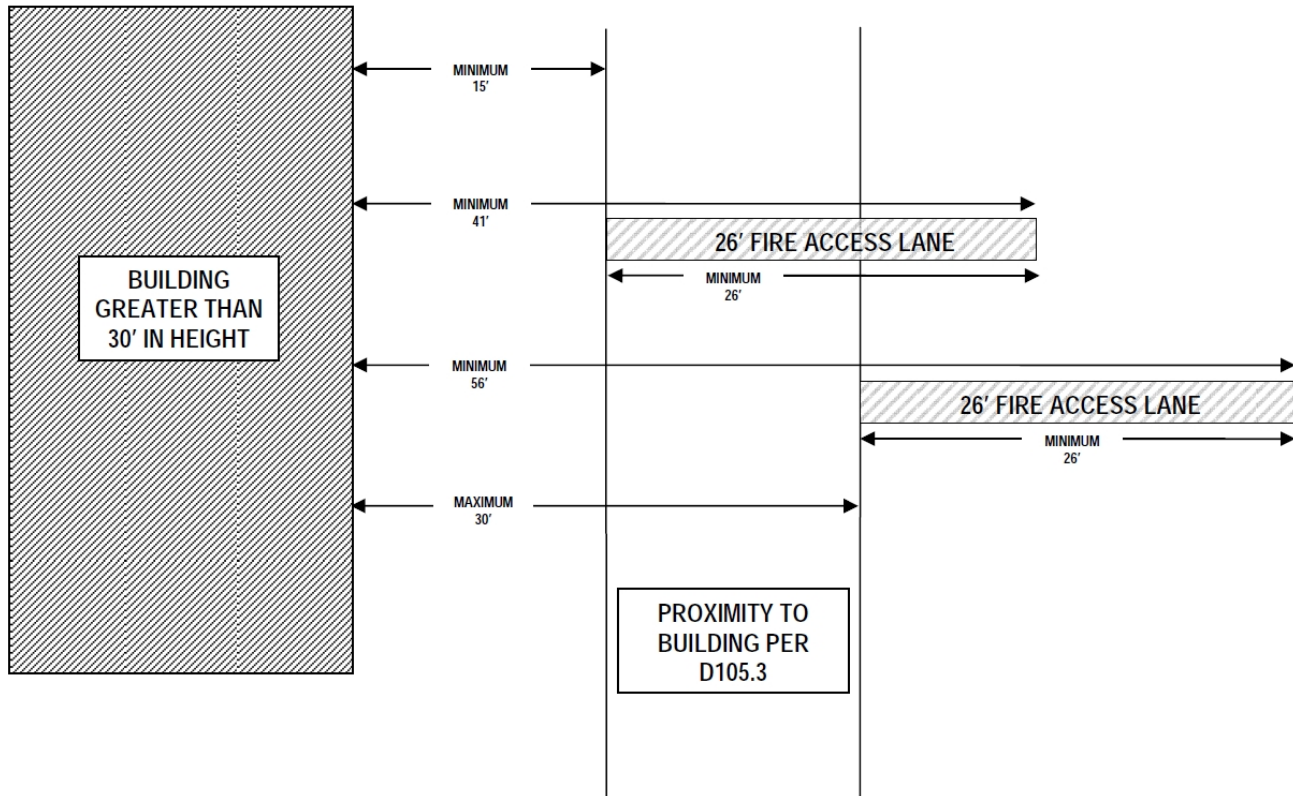 MINIMUM
15'
MINIMUM
41'
26' FIRE ACCESS LANE
MINIMUM
26'
BUILDING
GREATER THAN
30' IN HEIGHT
MINIMUM
56'
26' FIRE ACCESS LANE
MINIMUM
26'
MAXIMUM
30'
PROXIMITY TO
BUILDING PER
D105.3